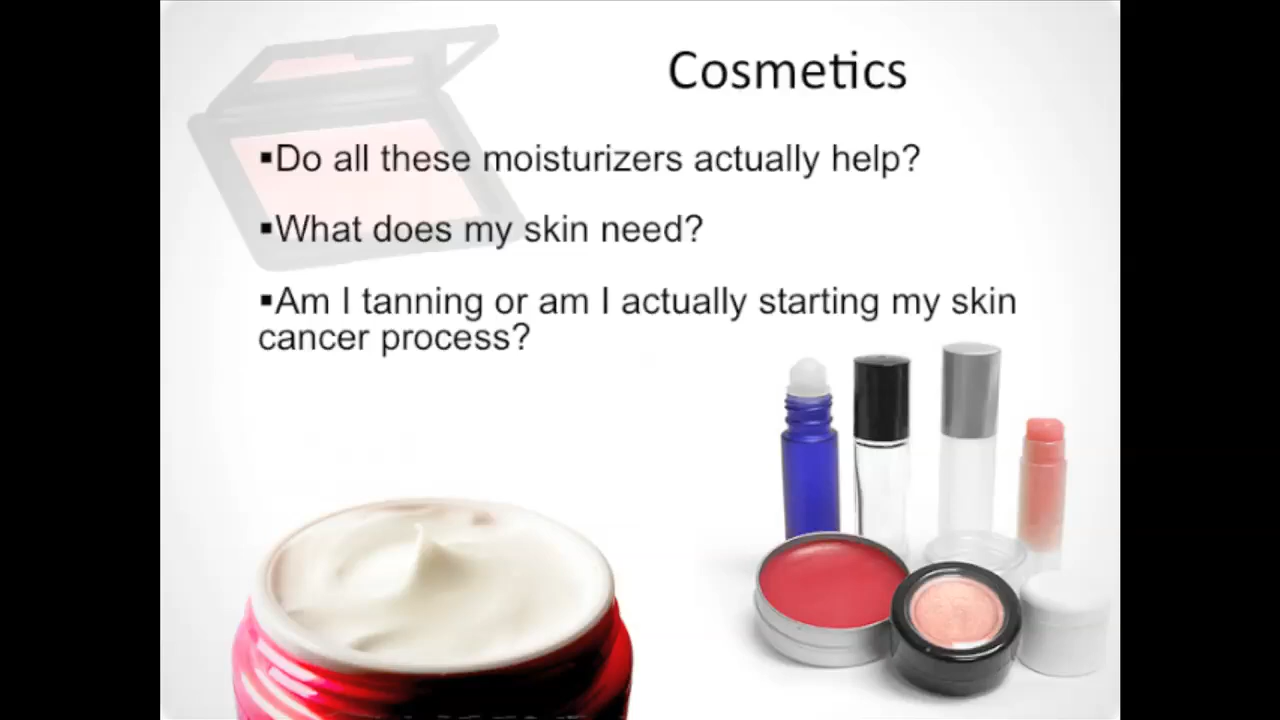 Cosmetics
▪Do all these moisturizers actually help?
▪What does my skin need?
▪Am I tanning or am I actually starting my skin
cancer process?